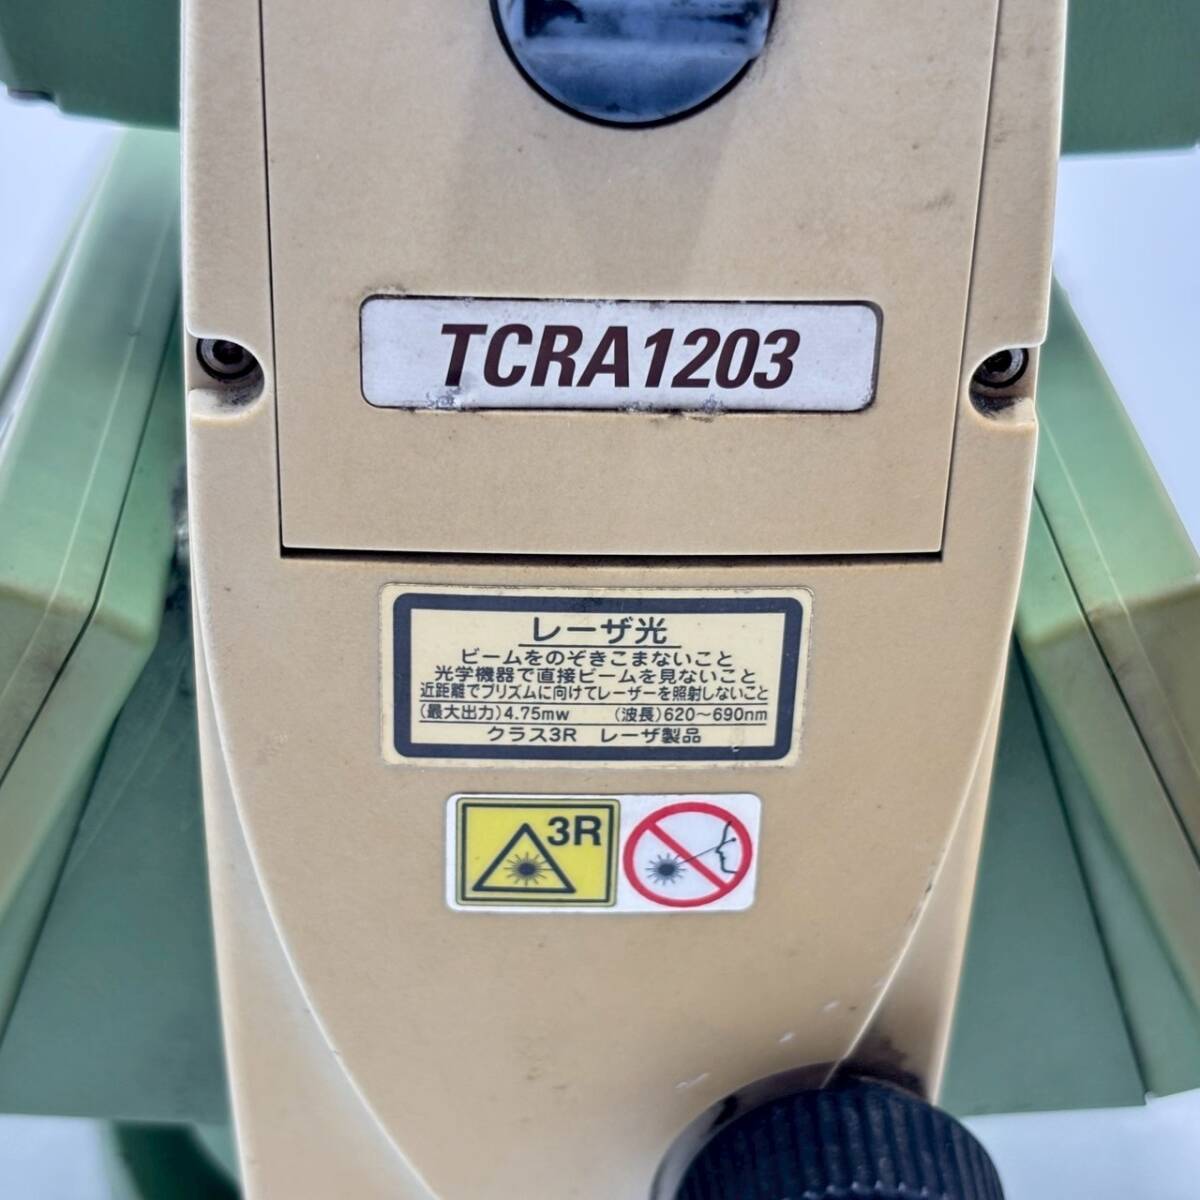 TCRA1203
レーザ光
ビームをのぞきこまないこと
光学機器で直接ビームを見ないこと
近距離でプリズムに向けてレーザーを照射しないこと
(最大出力)4.75mw (波長)620～690nm
クラス3R レーザ製品
3R